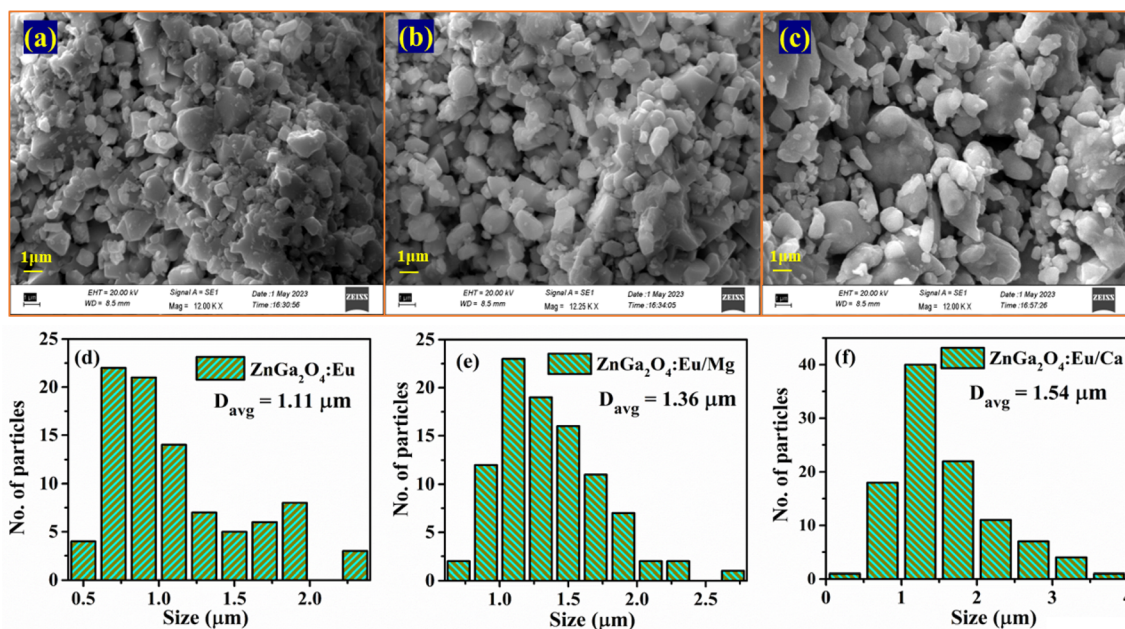 (a)
1μm
EHT = 20.00 kV
WD = 8.5 mm
Signal A = SE1
Mag = 12.00 K X
Date :1 May 2023
Time :16:30:56
ZEISS
(b)
1μm
EHT = 20.00 kV
WD = 8.5 mm
Signal A = SE1
Mag = 12.25 K X
Date :1 May 2023
Time :16:34:05
ZEISS
(c)
1μm
EHT = 20.00 kV
WD = 8.5 mm
Signal A = SE1
Mag = 12.00 K X
Date :1 May 2023
Time :16:57:26
ZEISS
(d)
ZnGa₂O₄:Eu
D_avg = 1.11 μm
No. of particles
25
20
15
10
5
0
0.5 1.0 1.5 2.0
Size (μm)
(e)
ZnGa₂O₄:Eu/Mg
D_avg = 1.36 μm
No. of particles
25
20
15
10
5
0
1.0 1.5 2.0 2.5
Size (μm)
(f)
ZnGa₂O₄:Eu/Ca
D_avg = 1.54 μm
No. of particles
40
30
20
10
0
0 1 2 3 4
Size (μm)